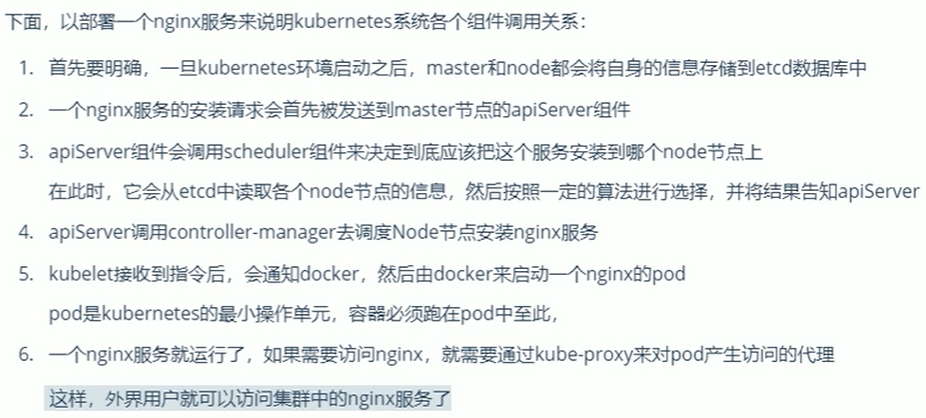 下面，以部署一个nginx服务来说明kubernetes系统各个组件调用关系：
1. 首先要明确，一旦kubernetes环境启动之后，master和node都会将自身的信息存储到etcd数据库中
2. 一个nginx服务的安装请求会首先被发送到master节点的apiServer组件
3. apiServer组件会调用scheduler组件来决定到底应该把这个服务安装到哪个node节点上
在此时，它会从etcd中读取各个node节点的信息，然后按照一定的算法进行选择，并将结果告知apiServer
4. apiServer调用controller-manager去调度Node节点安装nginx服务
5. kubelet接收到指令后，会通知docker，然后由docker来启动一个nginx的pod
pod是kubernetes的最小操作单元，容器必须跑在pod中至此，
6. 一个nginx服务就运行了，如果需要访问nginx，就需要通过kube-proxy来对pod产生访问的代理
这样，外界用户就可以访问集群中的nginx服务了